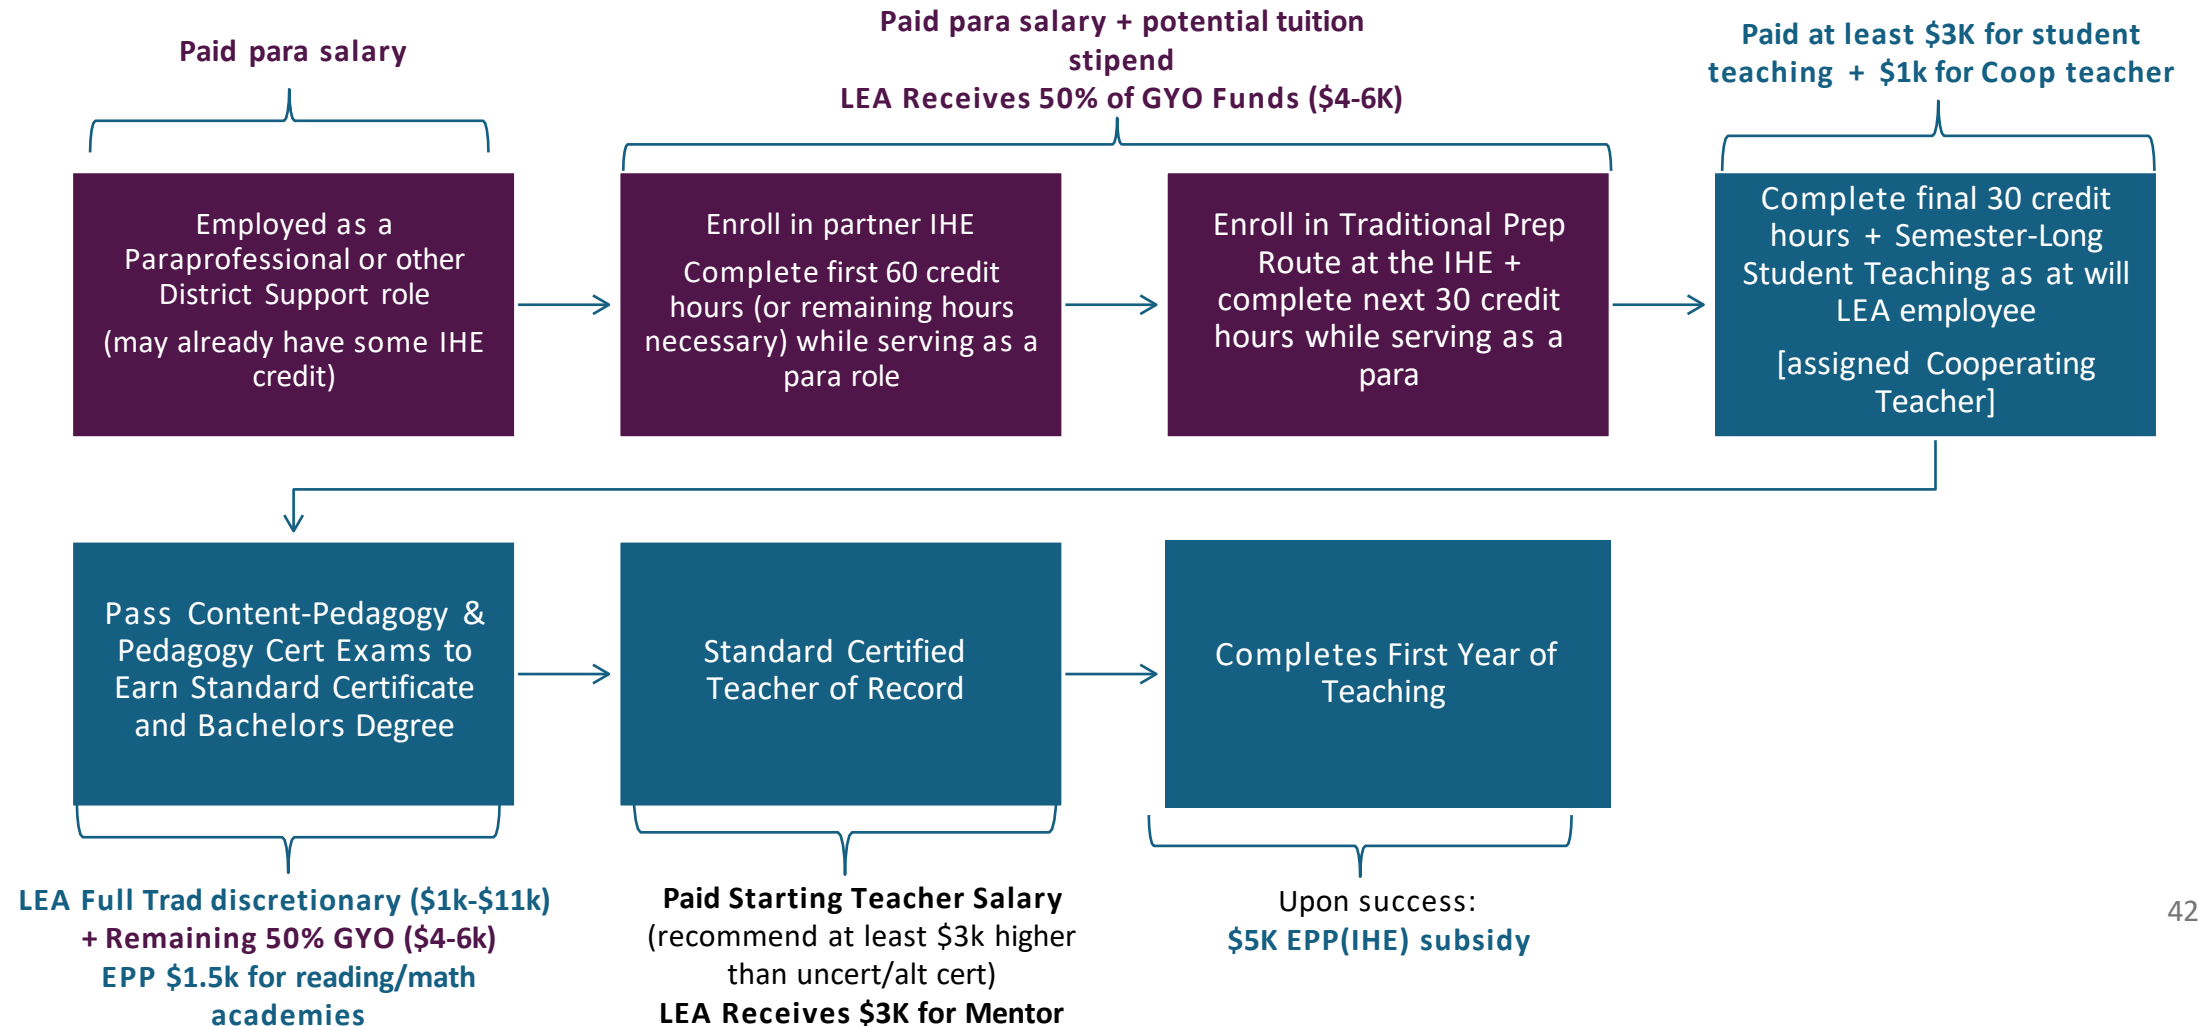 Paid para salary
Paid para salary + potential tuition
stipend
LEA Receives 50% of GYO Funds ($4-6K)
Paid at least $3K for student
teaching + $1k for Coop teacher
Employed as a
Paraprofessional or other
District Support role
(may already have some IHE
credit)
Enroll in partner IHE
Complete first 60 credit
hours (or remaining hours
necessary) while serving as a
para role
Enroll in Traditional Prep
Route at the IHE +
complete next 30 credit
hours while serving as a
para
Complete final 30 credit
hours + Semester-Long
Student Teaching as at will
LEA employee
[assigned Cooperating
Teacher]
Pass Content-Pedagogy &
Pedagogy Cert Exams to
Earn Standard Certificate
and Bachelors Degree
Standard Certified
Teacher of Record
Completes First Year of
Teaching
LEA Full Trad discretionary ($1k-$11k)
+ Remaining 50% GYO ($4-6k)
EPP $1.5k for reading/math
academies
Paid Starting Teacher Salary
(recommend at least $3k higher
than uncert/alt cert)
LEA Receives $3K for Mentor
Upon success:
$5K EPP(IHE) subsidy
42